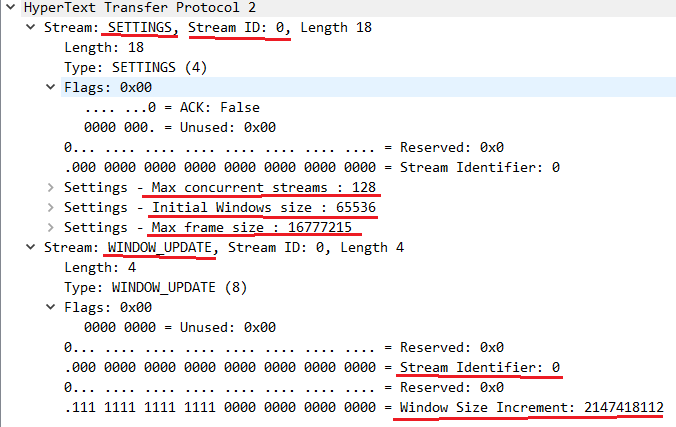 HyperText Transfer Protocol 2
Stream: SETTINGS, Stream ID: 0, Length 18
Length: 18
Type: SETTINGS (4)
Flags: 0x00
.... ...0 = ACK: False
0000 000. = Unused: 0x00
0... .... .... .... .... .... .... .... = Reserved: 0x0
.000 0000 0000 0000 0000 0000 0000 0000 = Stream Identifier: 0
Settings - Max concurrent streams : 128
Settings - Initial Windows size : 65536
Settings - Max frame size : 16777215
Stream: WINDOW_UPDATE, Stream ID: 0, Length 4
Length: 4
Type: WINDOW_UPDATE (8)
Flags: 0x00
0000 0000 = Unused: 0x00
0... .... .... .... .... .... .... .... = Reserved: 0x0
.000 0000 0000 0000 0000 0000 0000 0000 = Stream Identifier: 0
0... .... .... .... .... .... .... .... = Reserved: 0x0
.111 1111 1111 1111 0000 0000 0000 0000 = Window Size Increment: 2147418112